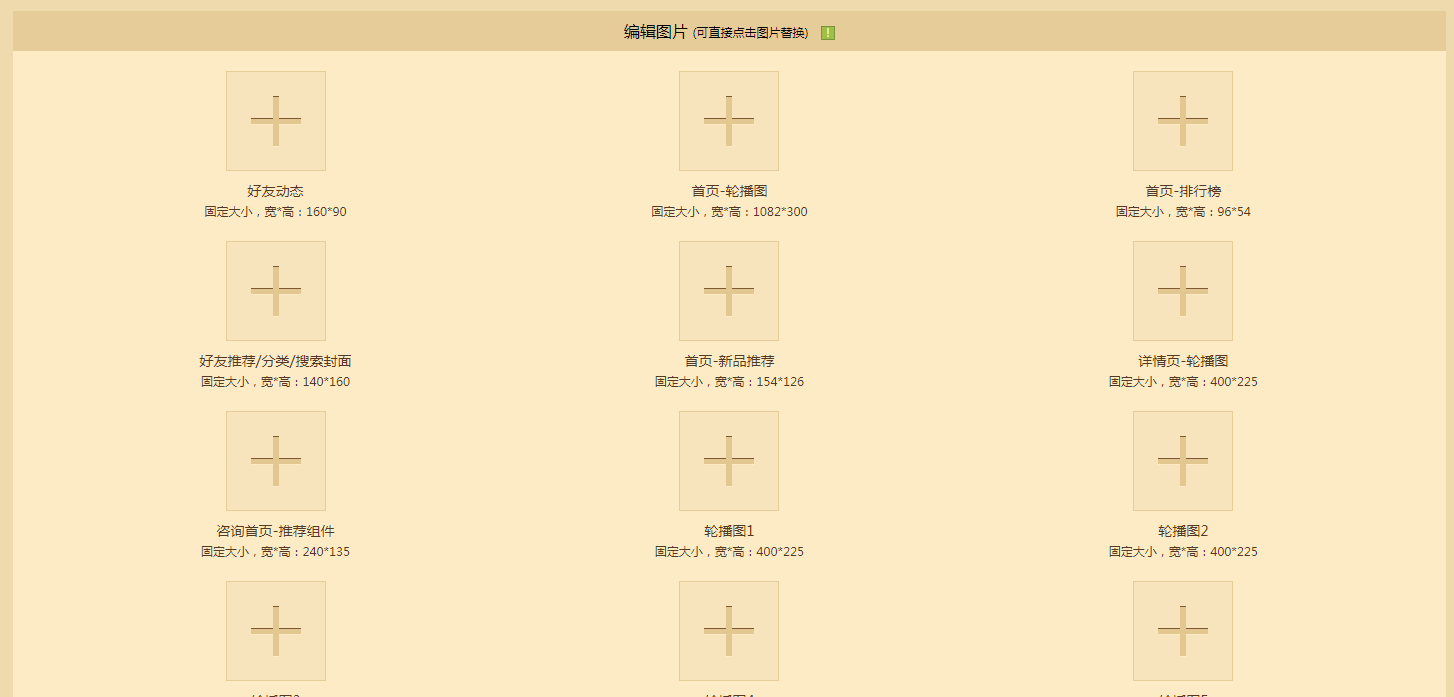 编辑图片 (可直接点击图片替换) !
好友动态
固定大小，宽*高：160*90
首页-轮播图
固定大小，宽*高：1082*300
首页-排行榜
固定大小，宽*高：96*54
好友推荐/分类/搜索封面
固定大小，宽*高：140*160
首页-新品推荐
固定大小，宽*高：154*126
详情页-轮播图
固定大小，宽*高：400*225
咨询首页-推荐组件
固定大小，宽*高：240*135
轮播图1
固定大小，宽*高：400*225
轮播图2
固定大小，宽*高：400*225